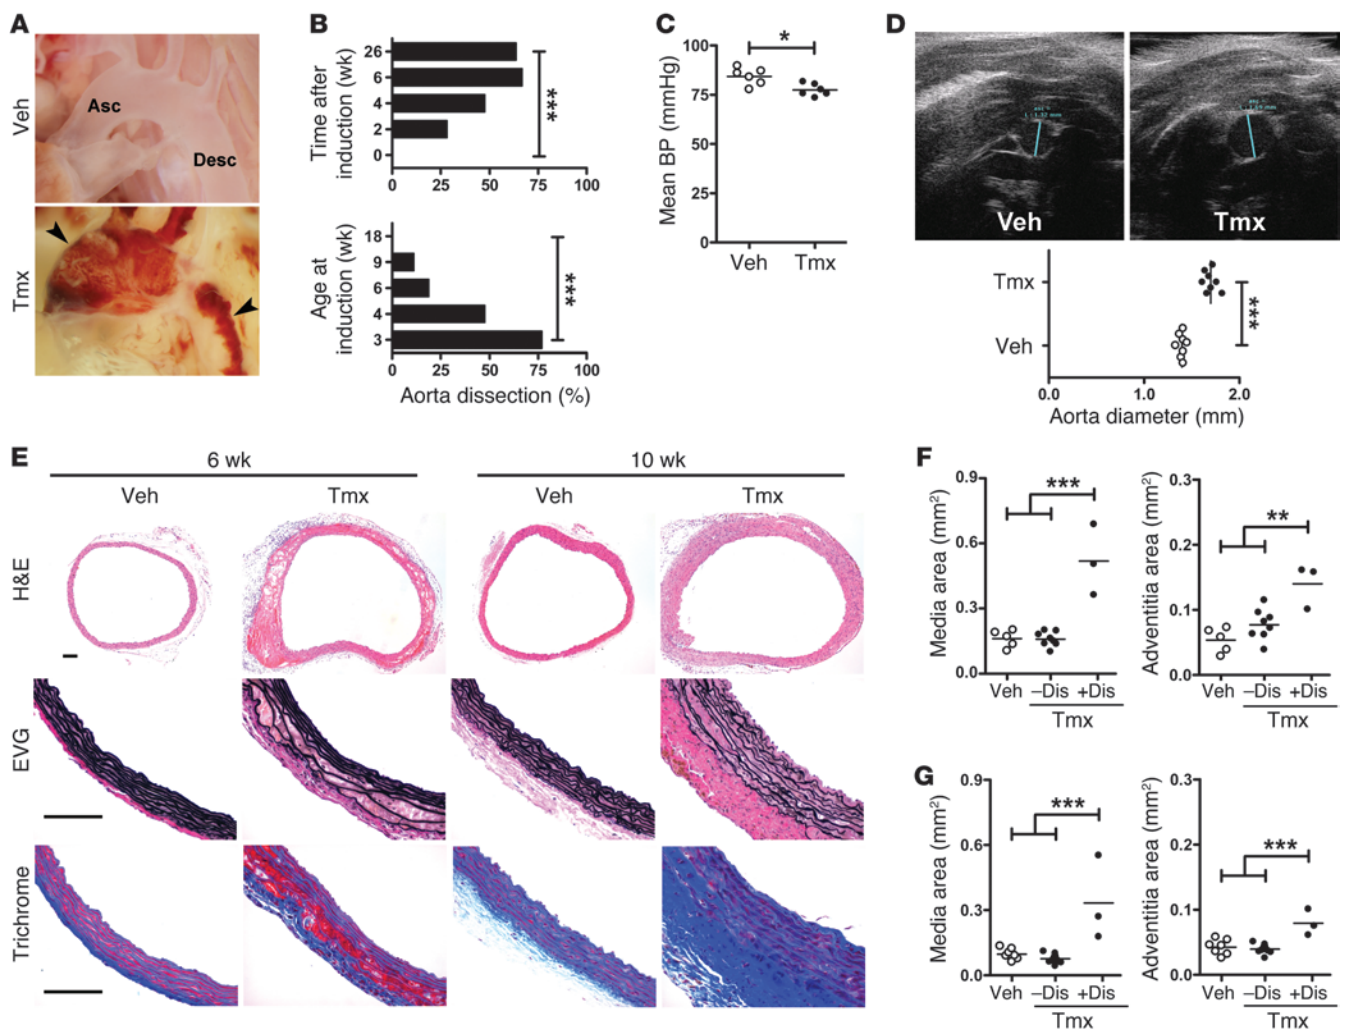 A
Veh
Asc
Desc
Tmx
B
Time after
induction (wk)
26
6
4
2
0
0 25 50 75 100
Age at
induction (wk)
18
9
6
4
3
0 25 50 75 100
Aorta dissection (%)
***
***
C
Mean BP (mmHg)
100
75
50
25
0
*
Veh Tmx
D
Veh
Tmx
Tmx
Veh
***
0.0 1.0 2.0
Aorta diameter (mm)
E
6 wk 10 wk
Veh Tmx Veh Tmx
H&E
EVG
Trichrome
F
Media area (mm²)
0.9
0.6
0.3
0.0
***
Veh –Dis +Dis
Tmx
Adventitia area (mm²)
0.3
0.2
0.1
0.0
**
Veh –Dis +Dis
Tmx
G
Media area (mm²)
0.9
0.6
0.3
0.0
***
Veh –Dis +Dis
Tmx
Adventitia area (mm²)
0.3
0.2
0.1
0.0
***
Veh –Dis +Dis
Tmx